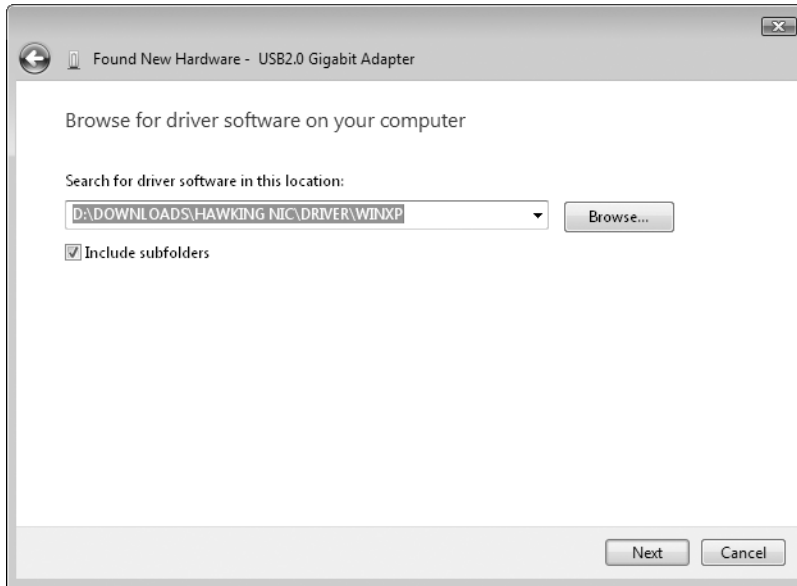 Found New Hardware - USB2.0 Gigabit Adapter
Browse for driver software on your computer
Search for driver software in this location:
D:\DOWNLOADS\HAWKING NIC\DRIVER\WINXP
Browse...
Include subfolders
Next
Cancel